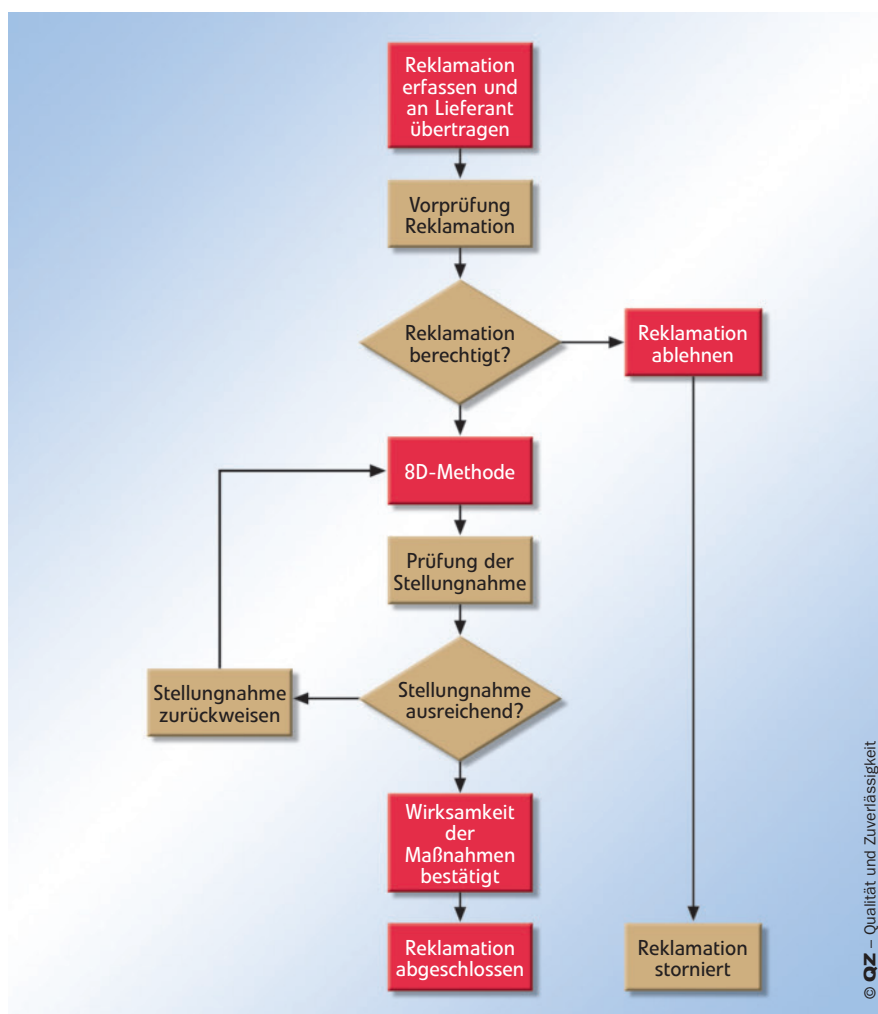 Reklamation
erfassen und
an Lieferant
übertragen
Vorprüfung
Reklamation
Reklamation
berechtigt?
Reklamation
ablehnen
8D-Methode
Prüfung der
Stellungnahme
Stellungnahme
zurückweisen
Stellungnahme
ausreichend?
Wirksamkeit
der
Maßnahmen
bestätigt
Reklamation
abgeschlossen
Reklamation
storniert
© QZ – Qualität und Zuverlässigkeit